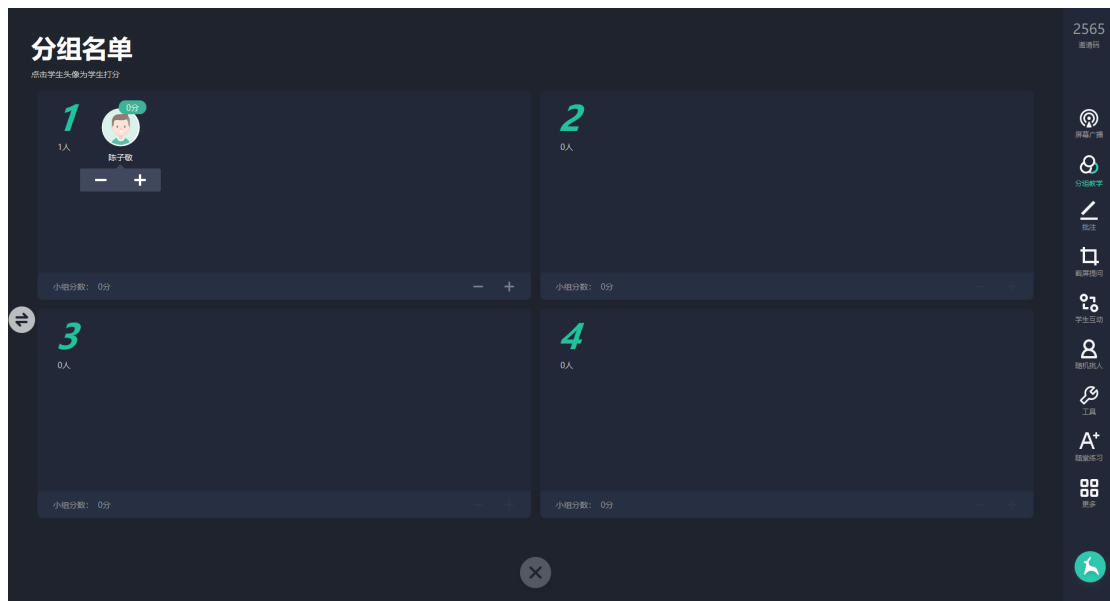 分组名单
点击学生头像为学生打分
1
1人
0分
陈子敬
小组分数： 0分
2
0人
小组分数： 0分
3
0人
小组分数： 0分
4
0人
小组分数： 0分
2565
邀请码
屏幕广播
分组教学
批注
截屏提问
学生互动
随机挑人
工具
A+
随堂练习
更多